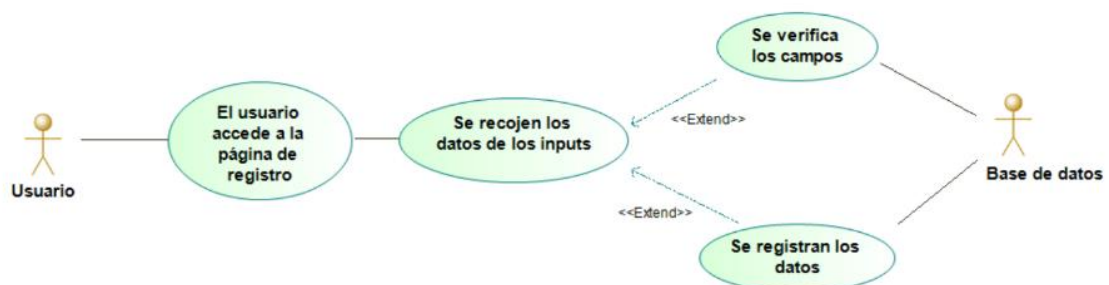 Usuario
El usuario
accede a la
página de
registro
Se recojen los
datos de los inputs
Se verifica
los campos
<<Extend>>
<<Extend>>
Se registran los
datos
Base de datos